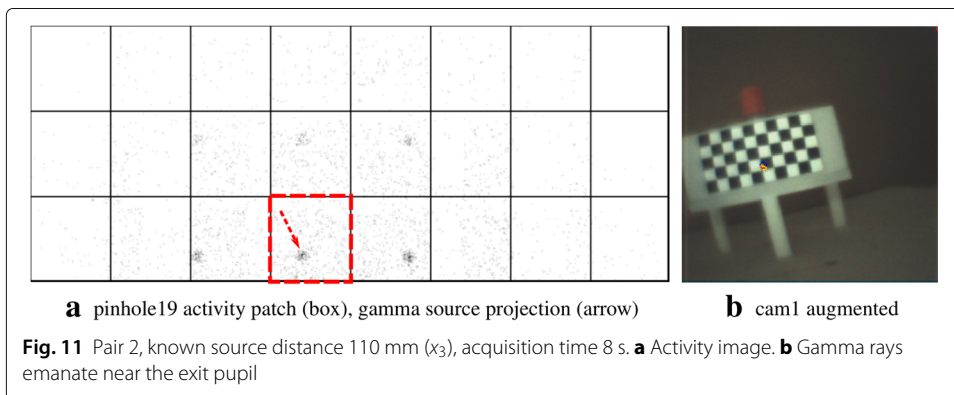 a pinhole19 activity patch (box), gamma source projection (arrow)
b cam1 augmented
Fig. 11 Pair 2, known source distance 110 mm (x₃), acquisition time 8 s. a Activity image. b Gamma rays
emanate near the exit pupil